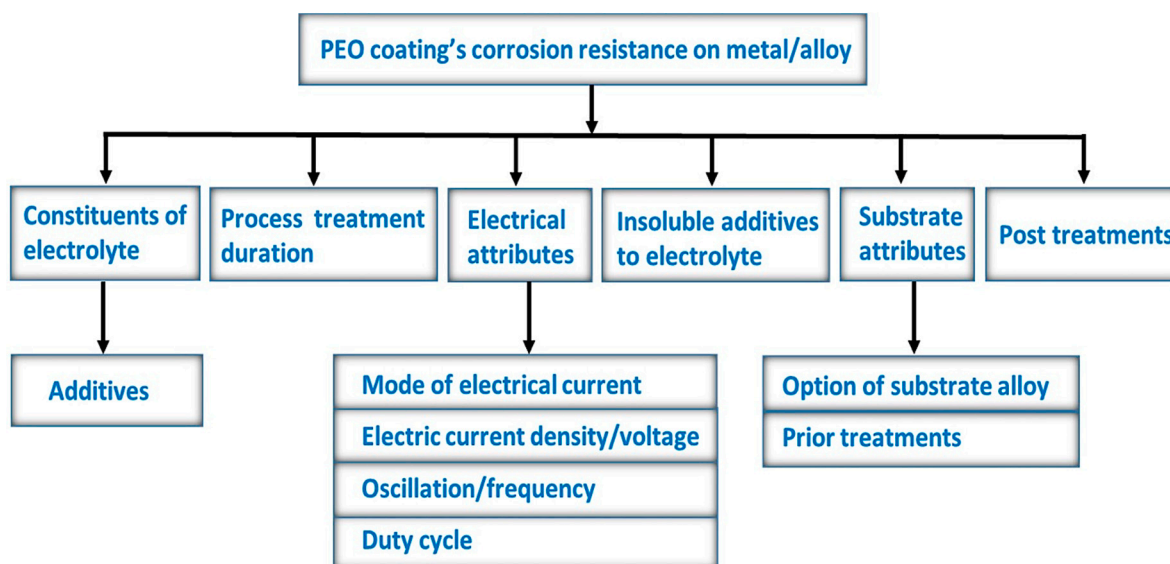 PEO coating’s corrosion resistance on metal/alloy
Constituents of
electrolyte
Process treatment
duration
Electrical
attributes
Insoluble additives
to electrolyte
Substrate
attributes
Post treatments
Additives
Mode of electrical current
Electric current density/voltage
Oscillation/frequency
Duty cycle
Option of substrate alloy
Prior treatments